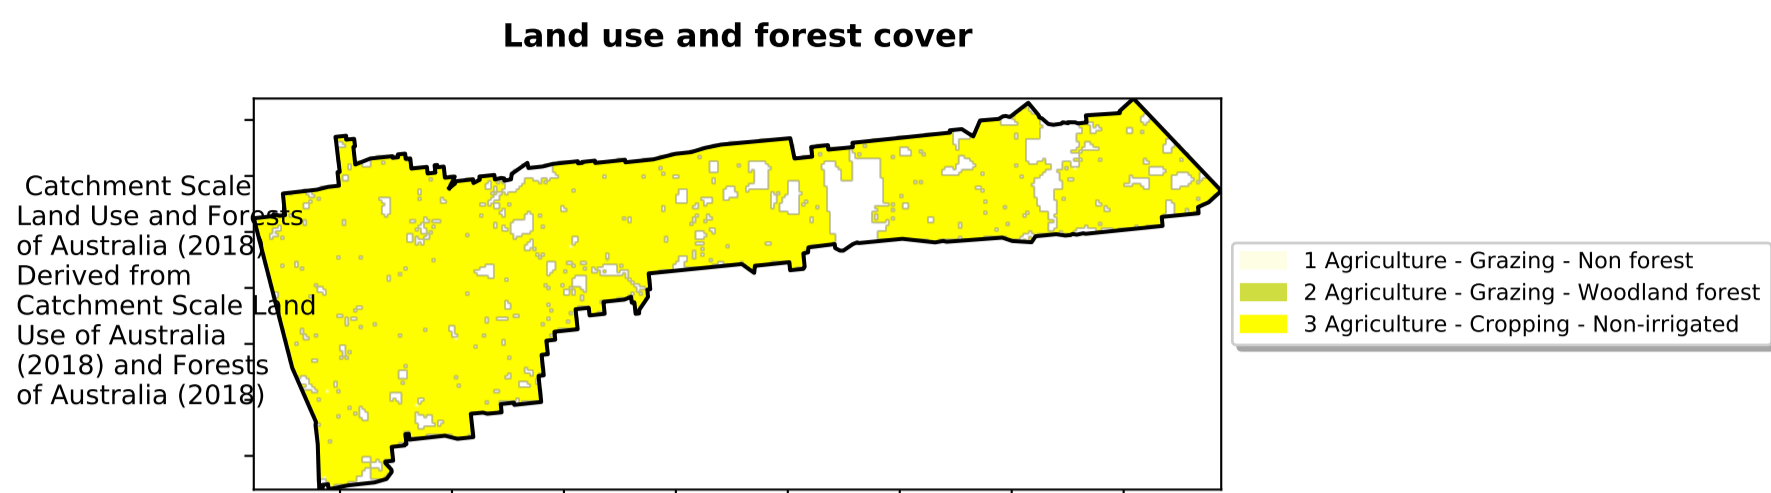 Land use and forest cover
Catchment Scale
Land Use and Forests
of Australia (2018)
Derived from
Catchment Scale Land
Use of Australia
(2018) and Forests
of Australia (2018)
1 Agriculture - Grazing - Non forest
2 Agriculture - Grazing - Woodland forest
3 Agriculture - Cropping - Non-irrigated